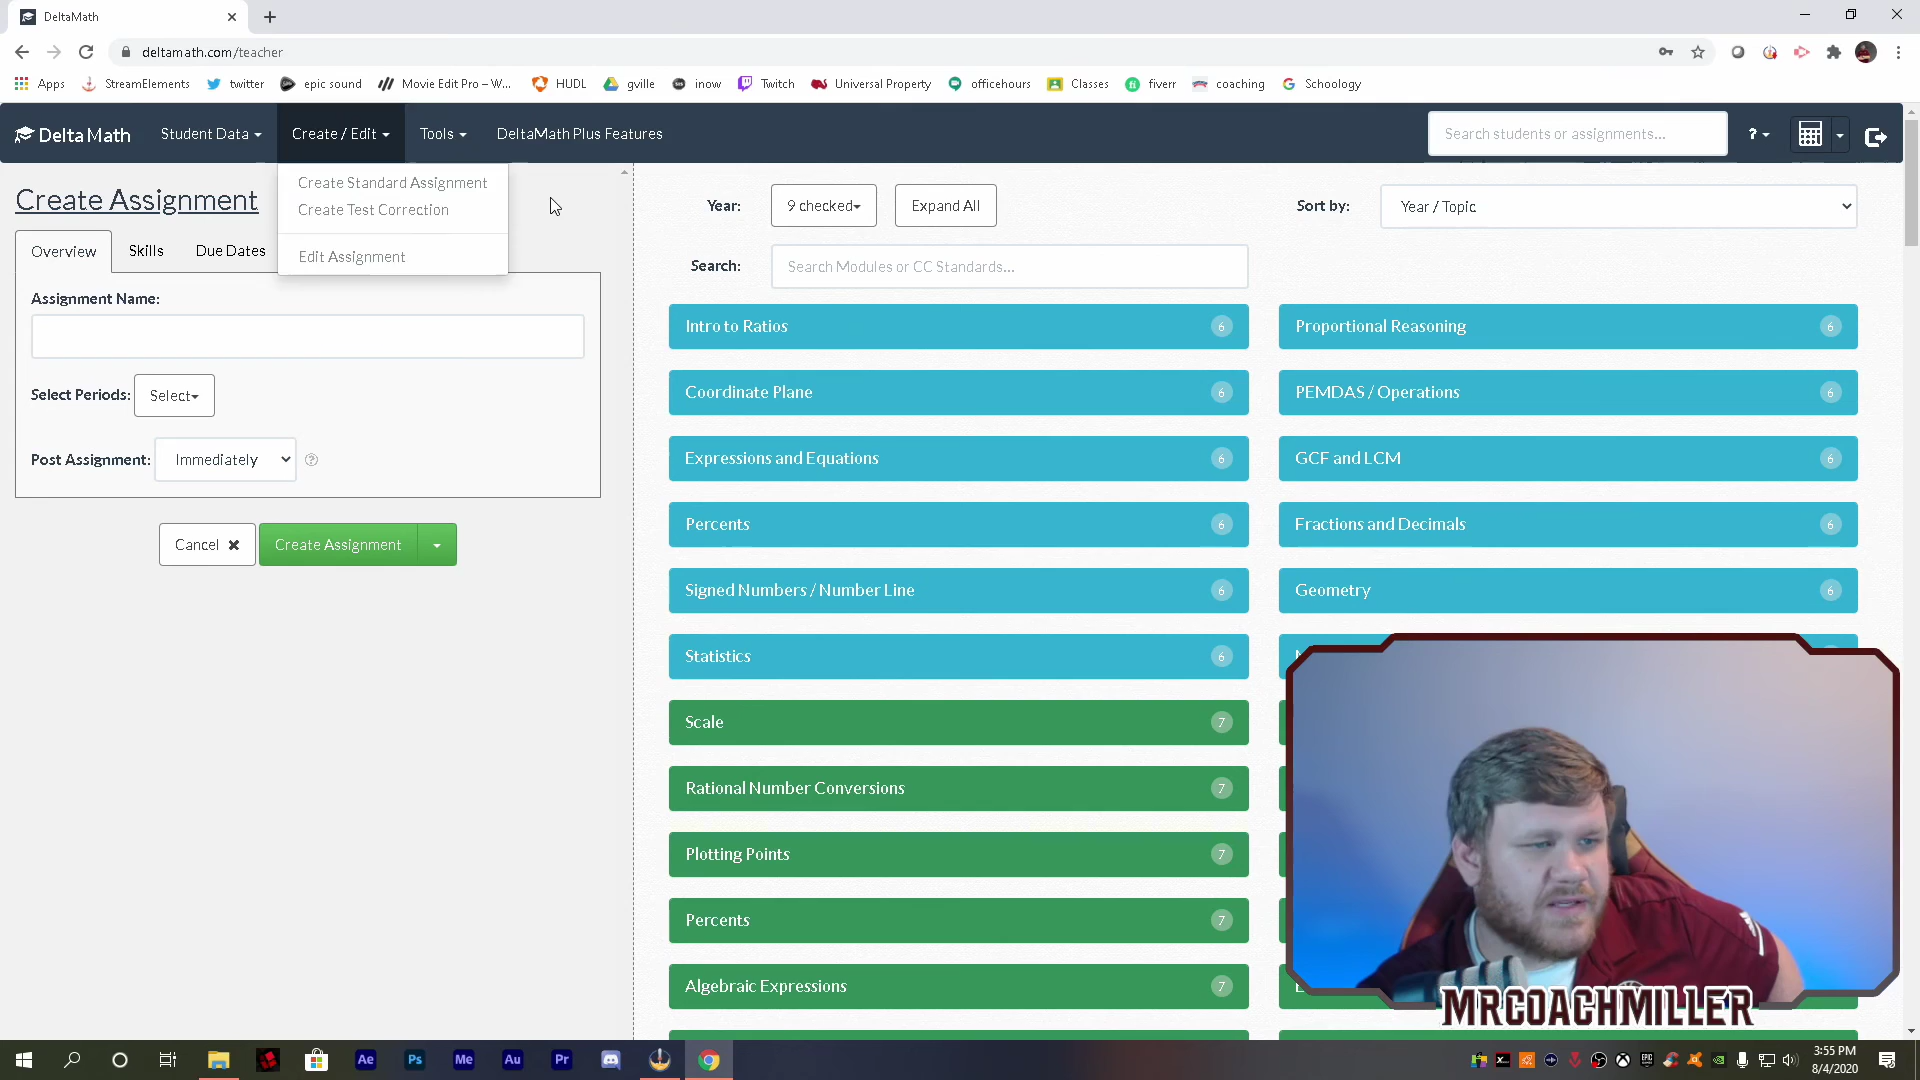 DeltaMath
deltamath.com/teacher
Apps StreamElements twitter epic sound Movie Edit Pro – W... HUDL gville inow Twitch Universal Property officehours Classes fiverr coaching Schoology
Delta Math Student Data Create / Edit Tools DeltaMath Plus Features Search students or assignments... ?
Create Standard Assignment
Create Test Correction
Edit Assignment
Create Assignment
Overview Skills Due Dates
Assignment Name:
Select Periods: Select
Post Assignment: Immediately ?
Cancel Create Assignment
Year: 9 checked Expand All Sort by: Year / Topic
Search: Search Modules or CC Standards...
Intro to Ratios 6 Proportional Reasoning 6
Coordinate Plane 6 PEMDAS / Operations 6
Expressions and Equations 6 GCF and LCM 6
Percents 6 Fractions and Decimals 6
Signed Numbers / Number Line 6 Geometry 6
Statistics 6
Scale 7
Rational Number Conversions 7
Plotting Points 7
Percents 7
Algebraic Expressions 7
MRCOACHMILLER
Ae Ps Me Au Pr
3:55 PM
8/4/2020